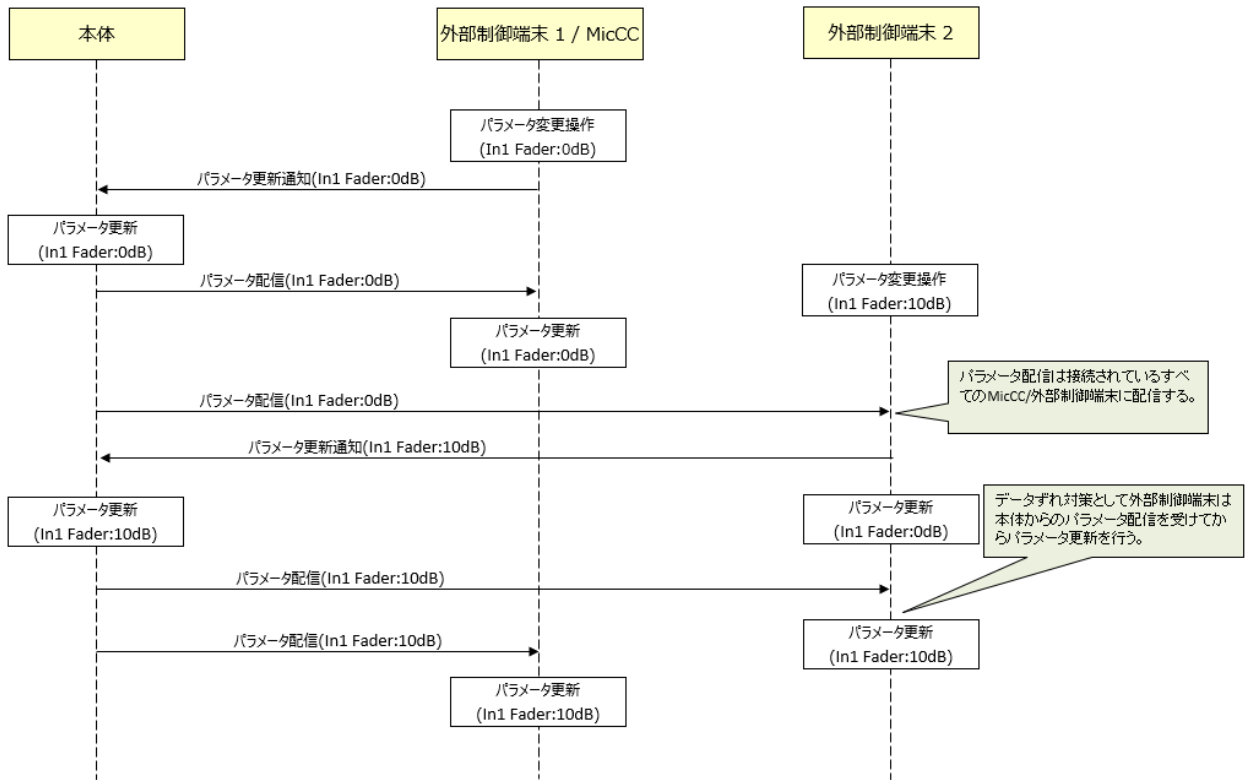 本体
外部制御端末 1 / MicCC
外部制御端末 2
パラメータ変更操作
(In1 Fader:0dB)
パラメータ更新通知(In1 Fader:0dB)
パラメータ更新
(In1 Fader:0dB)
パラメータ配信(In1 Fader:0dB)
パラメータ変更操作
(In1 Fader:10dB)
パラメータ更新
(In1 Fader:0dB)
パラメータ配信は接続されているすべ
てのMicCC/外部制御端末に配信する。
パラメータ配信(In1 Fader:0dB)
パラメータ更新通知(In1 Fader:10dB)
パラメータ更新
(In1 Fader:10dB)
パラメータ更新
(In1 Fader:0dB)
データずれ対策として外部制御端末は
本体からのパラメータ配信を受けてか
らパラメータ更新を行う。
パラメータ配信(In1 Fader:10dB)
パラメータ更新
(In1 Fader:10dB)
パラメータ配信(In1 Fader:10dB)
パラメータ更新
(In1 Fader:10dB)